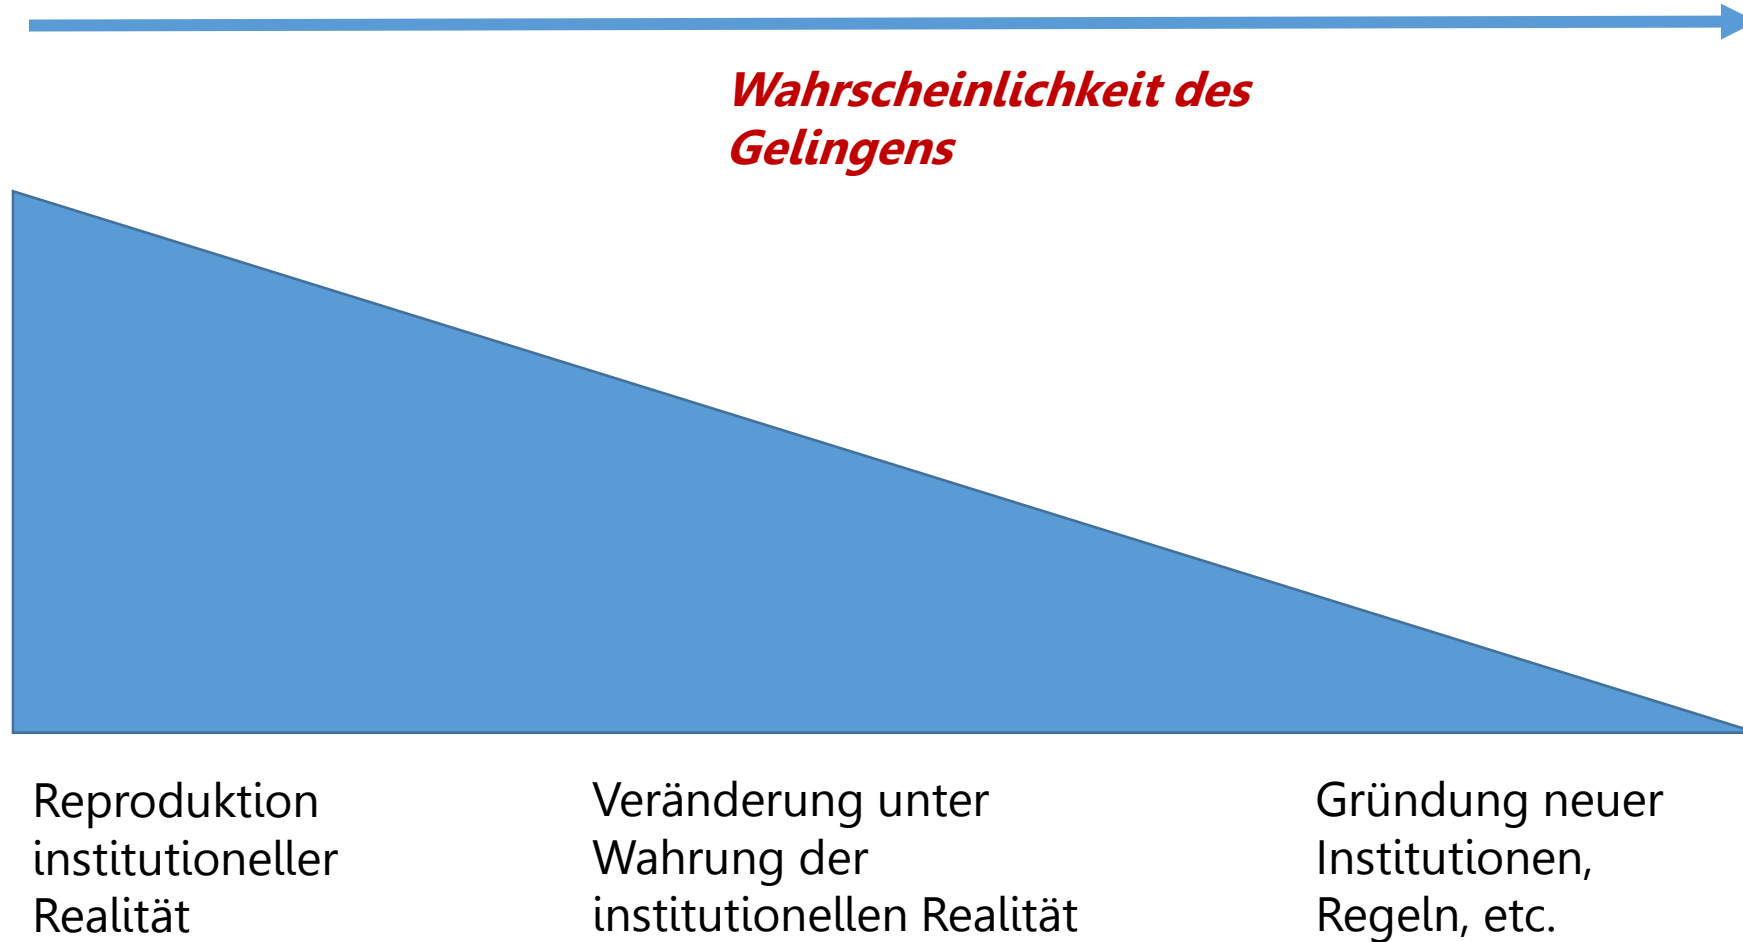 Wahrscheinlichkeit des
Gelingens
Reproduktion
institutioneller
Realität
Veränderung unter
Wahrung der
institutionellen Realität
Gründung neuer
Institutionen,
Regeln, etc.